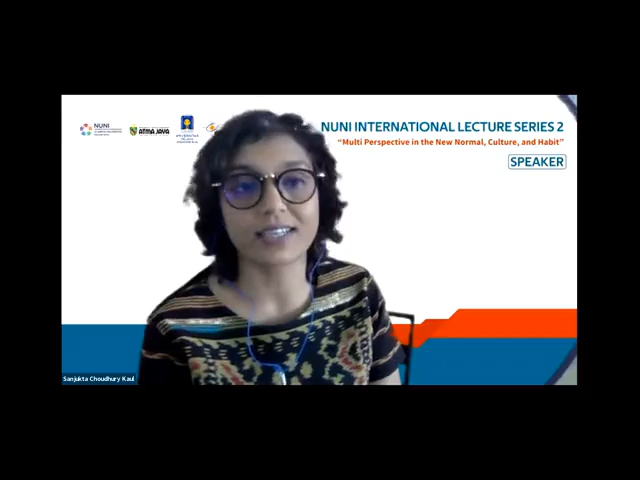 NUNI
ATMA JAYA
NUNI INTERNATIONAL LECTURE SERIES 2
“Multi Perspective in the New Normal, Culture, and Habit”
SPEAKER
Sanjukta Choudhury Kaul